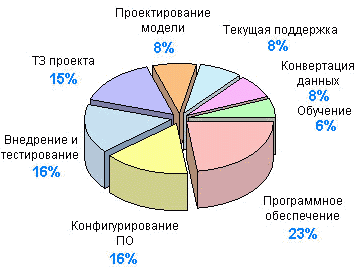 Проектирование
модели
8%
Текущая поддержка
8%
Конвертация
данных
8%
Обучение
6%
Программное
обеспечение
23%
Конфигурирование
ПО
16%
Внедрение и
тестирование
16%
ТЗ проекта
15%